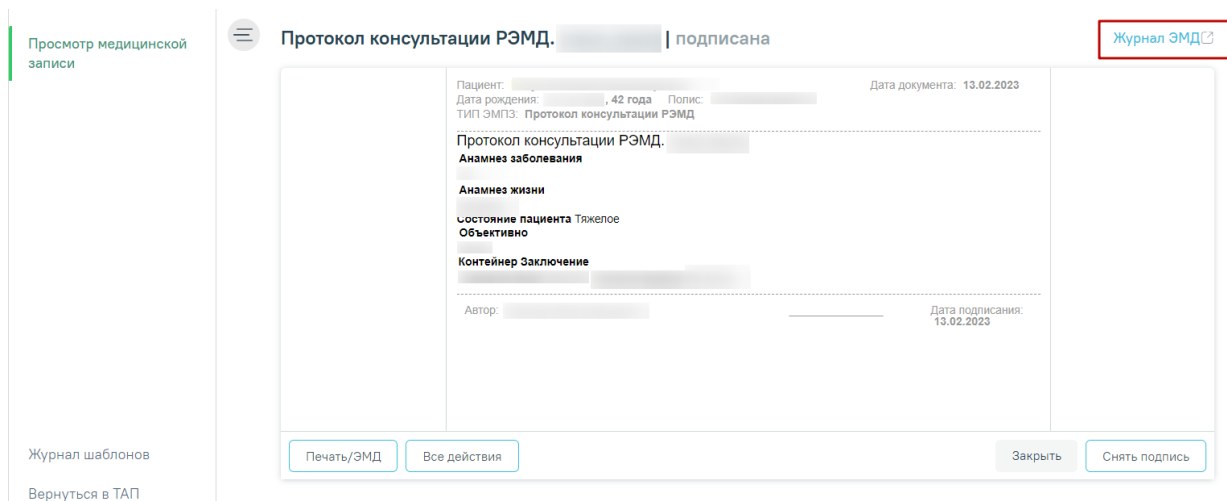 Просмотр медицинской
записи
Журнал шаблонов
Вернуться в ТАП
Протокол консультации РЭМД. | подписана
Журнал ЭМД
Пациент: Дата документа: 13.02.2023
Дата рождения: , 42 года Полис:
ТИП ЭМПЗ: Протокол консультации РЭМД
Протокол консультации РЭМД.
Анамнез заболевания
Анамнез жизни
Состояние пациента Тяжелое
Объективно
Контейнер Заключение
Автор: Дата подписания:
13.02.2023
Печать/ЭМД Все действия Закрыть Снять подпись